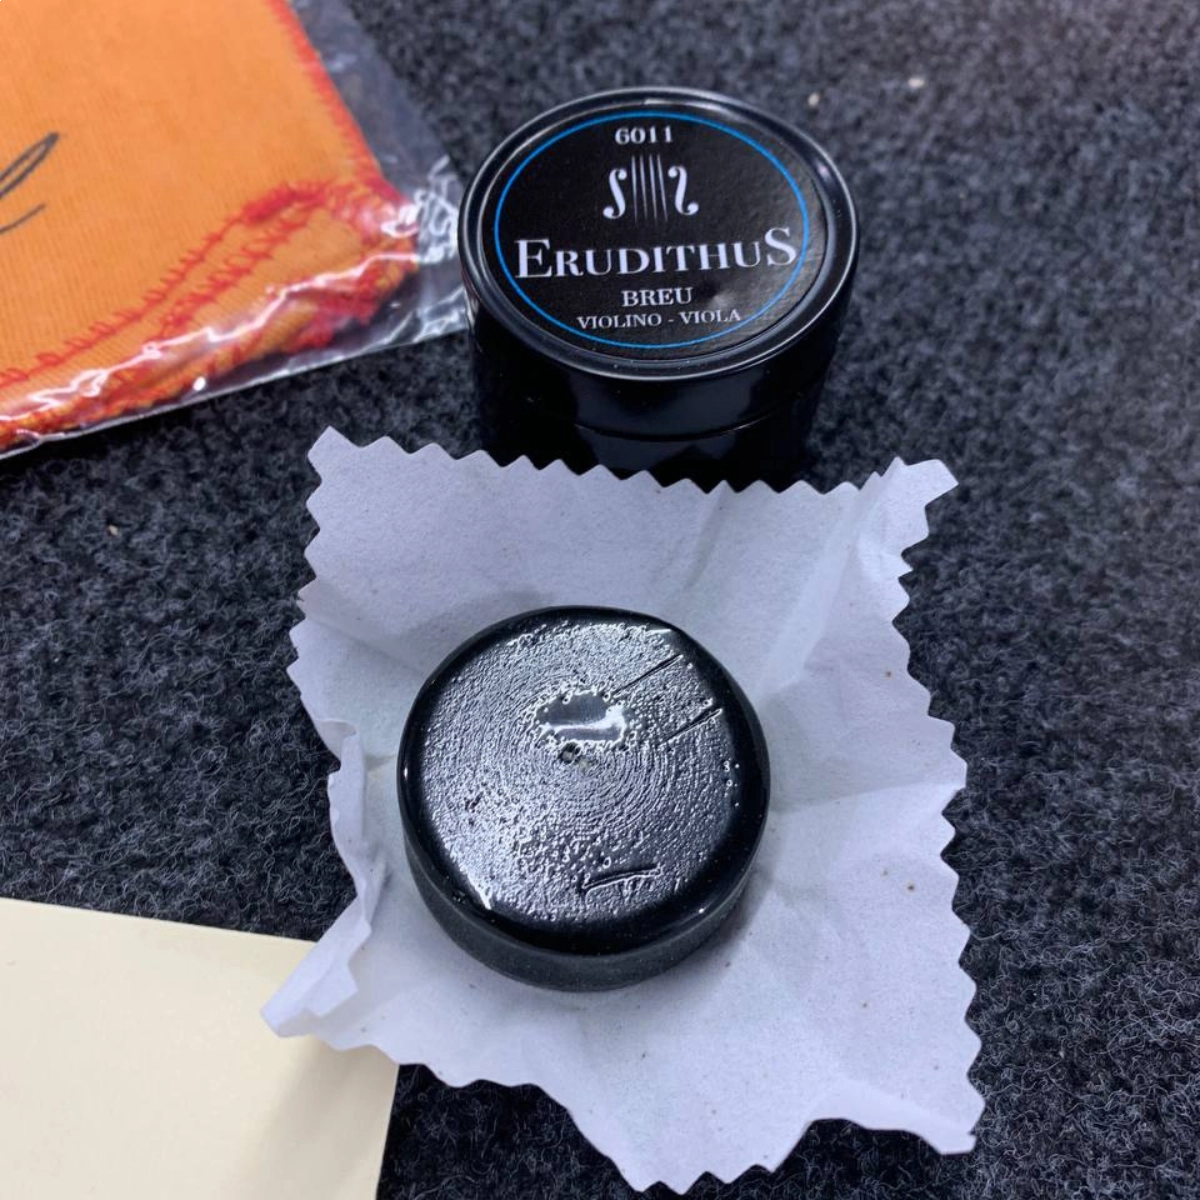 6011
ERUDITHUS
BREU
VIOLINO - VIOLA